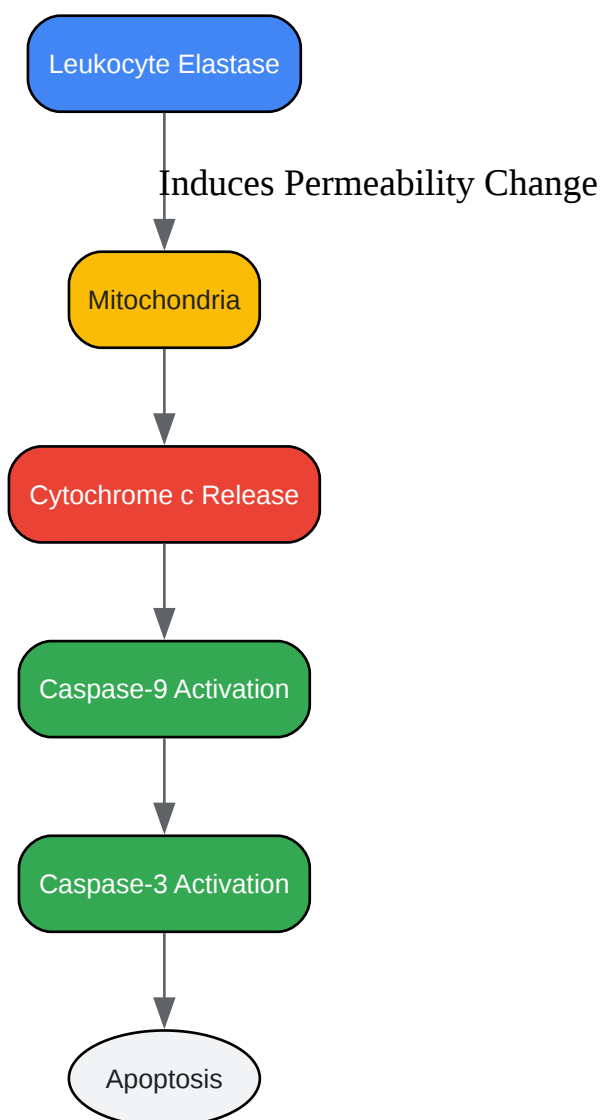 Leukocyte Elastase
Induces Permeability Change
Mitochondria
Cytochrome c Release
Caspase-9 Activation
Caspase-3 Activation
Apoptosis